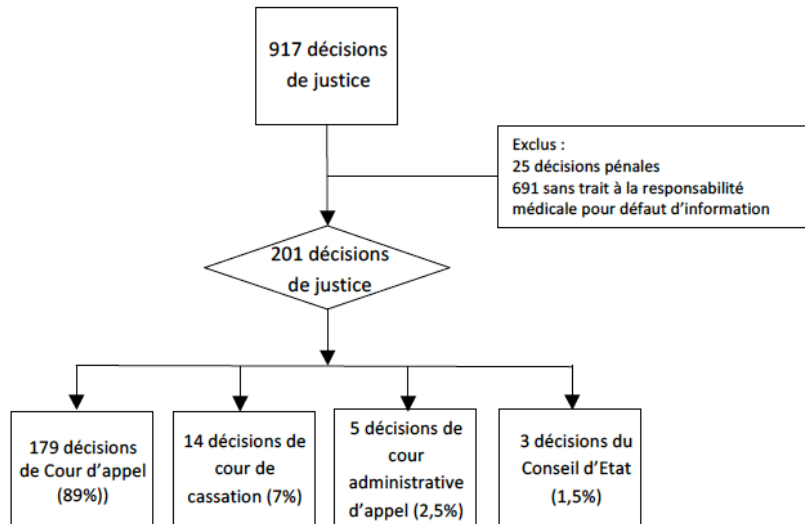 917 décisions
de justice
Exclus :
25 décisions pénales
691 sans trait à la responsabilité
médicale pour défaut d'information
201 décisions
de justice
179 décisions
de Cour d'appel
(89%))
14 décisions de
cour de
cassation (7%)
5 décisions de
cour
administrative
d'appel (2,5%)
3 décisions du
Conseil d'Etat
(1,5%)